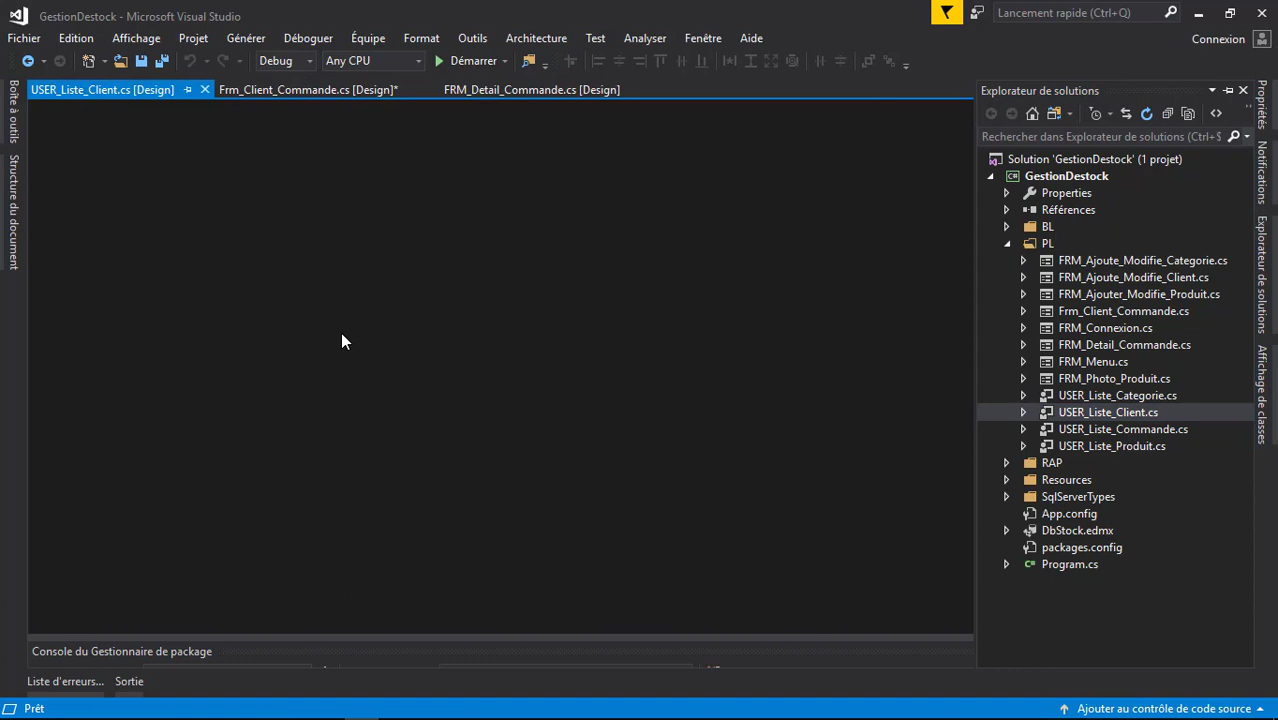 GestionDestock - Microsoft Visual Studio
Lancement rapide (Ctrl+Q)
Fichier Edition Affichage Projet Générer Déboguer Équipe Format Outils Architecture Test Analyser Fenêtre Aide
Connexion
Debug Any CPU Démarrer
USER_Liste_Client.cs [Design] Frm_Client_Commande.cs [Design]* FRM_Detail_Commande.cs [Design]
Boîte à outils
Structure du document
Explorateur de solutions
Rechercher dans Explorateur de solutions (Ctrl+$
Solution 'GestionDestock' (1 projet)
GestionDestock
Properties
Références
BL
PL
FRM_Ajoute_Modifie_Categorie.cs
FRM_Ajoute_Modifie_Client.cs
FRM_Ajouter_Modifie_Produit.cs
Frm_Client_Commande.cs
FRM_Connexion.cs
FRM_Detail_Commande.cs
FRM_Menu.cs
FRM_Photo_Produit.cs
USER_Liste_Categorie.cs
USER_Liste_Client.cs
USER_Liste_Commande.cs
USER_Liste_Produit.cs
RAP
Resources
SqlServerTypes
App.config
DbStock.edmx
packages.config
Program.cs
Propriétés
Notifications
Explorateur de solutions
Affichage de classes
Console du Gestionnaire de package
Liste d'erreurs... Sortie
Prêt
Ajouter au contrôle de code source